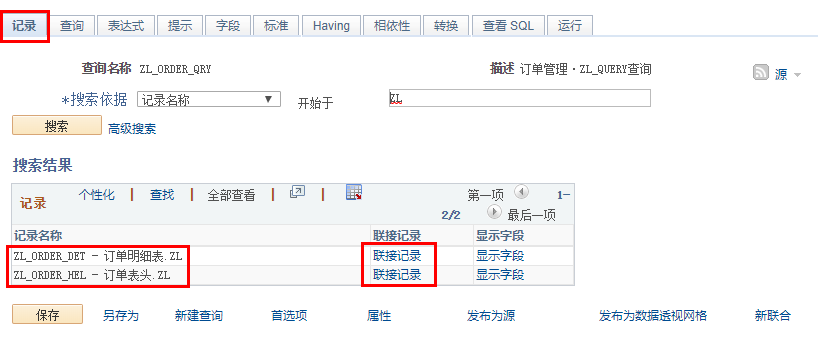 记录 查询 表达式 提示 字段 标准 Having 相依性 转换 查看 SQL 运行
查询名称 ZL_ORDER_QRY 描述 订单管理·ZL_QUERY查询 源
*搜索依据 记录名称 开始于 ZL
搜索 高级搜索
搜索结果
记录 个性化 | 查找 | 全部查看 | | 第一项 1-
2/2 最后一项
记录名称 联接记录 显示字段
ZL_ORDER_DET - 订单明细表.ZL 联接记录 显示字段
ZL_ORDER_HEL - 订单表头.ZL 联接记录 显示字段
保存 另存为 新建查询 首选项 属性 发布为源 发布为数据透视网格 新联合